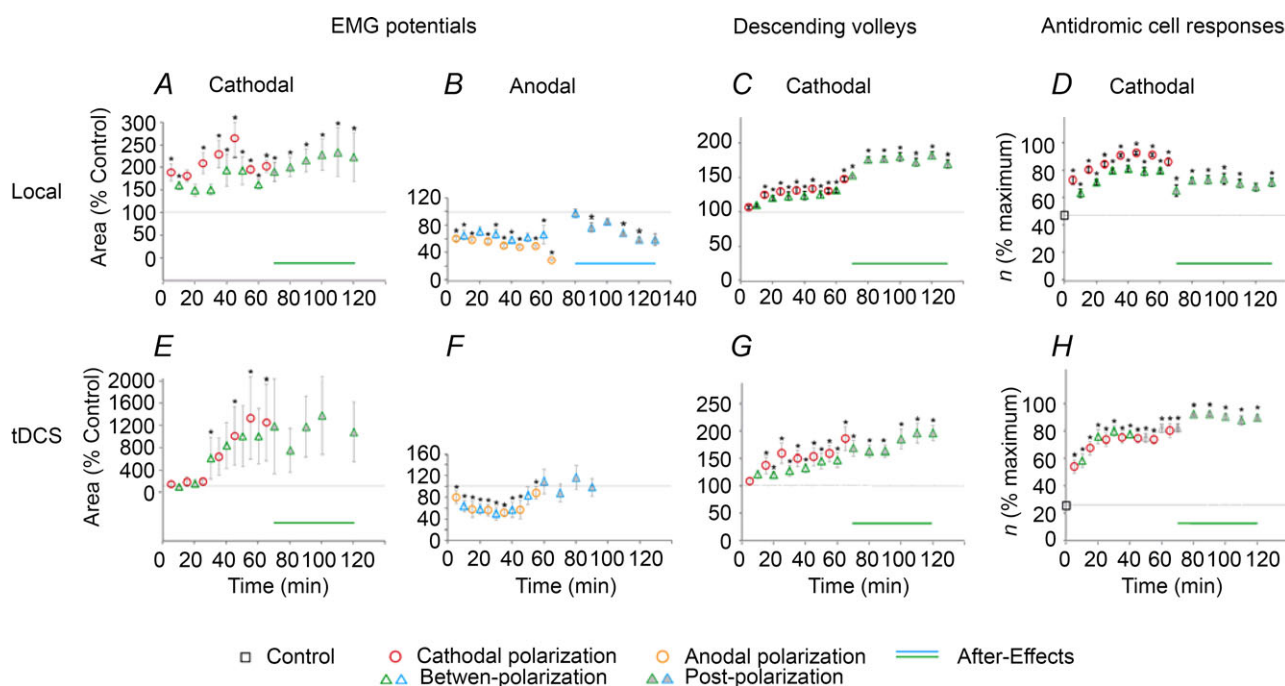 EMG potentials Descending volleys Antidromic cell responses
A Cathodal B Anodal C Cathodal D Cathodal
Local
Area (% Control)
300
250
200
150
100
0
0 20 40 60 80 100 120
120
80
60
40
0
0 20 40 60 80 100 120 140
200
150
100
50
0
0 20 40 60 80 100 120
n (% maximum)
100
80
60
40
20
0
0 20 40 60 80 100 120
E F G H
tDCS
Area (% Control)
2000
1600
1200
800
400
0
0 20 40 60 80 100 120
Time (min)
160
120
80
40
0
0 20 40 60 80 100 120
250
200
150
100
50
0
0 20 40 60 80 100 120
Time (min)
n (% maximum)
100
80
60
40
20
0
0 20 40 60 80 100 120
Time (min)
Control Cathodal polarization Anodal polarization After-Effects
Betwen-polarization Post-polarization